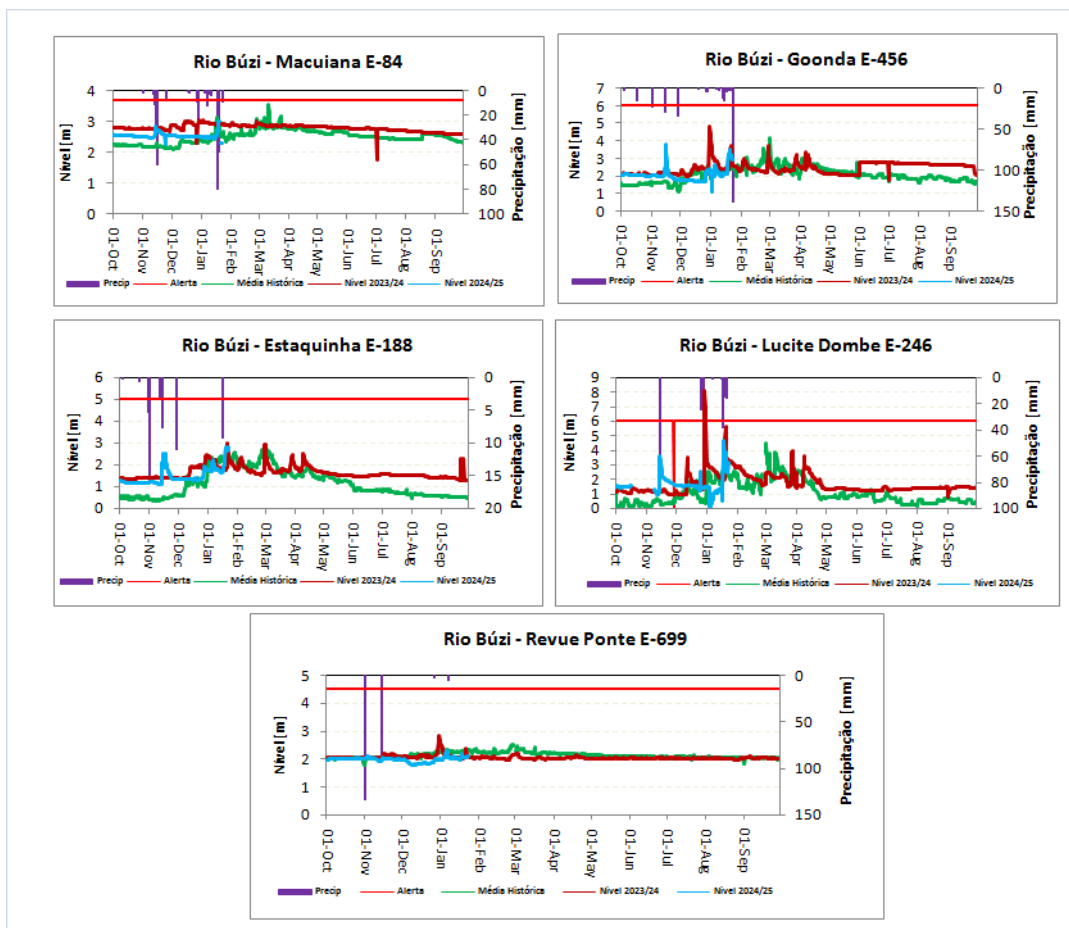 Rio Búzi - Macuiana E-84
Nível [m]
4
3
2
1
0
0
20
40
60
80
100
Precipitação [mm]
01-Oct
01-Nov
01-Dec
01-Jan
01-Feb
01-Mar
01-Apr
01-May
01-Jun
01-Jul
01-Aug
01-Sep
Precip Alerta Média Histórica Nivel 2023/24 Nivel 2024/25
Rio Búzi - Goonda E-456
Nível [m]
7
6
5
4
3
2
1
0
0
50
100
150
Precipitação [mm]
01-Oct
01-Nov
01-Dec
01-Jan
01-Feb
01-Mar
01-Apr
01-May
01-Jun
01-Jul
01-Aug
01-Sep
Precip Alerta Média Histórica Nivel 2023/24 Nivel 2024/25
Rio Búzi - Estaquinha E-188
Nível [m]
6
5
4
3
2
1
0
0
5
10
15
20
Precipitação [mm]
01-Oct
01-Nov
01-Dec
01-Jan
01-Feb
01-Mar
01-Apr
01-May
01-Jun
01-Jul
01-Aug
01-Sep
Precip Alerta Média Histórica Nivel 2023/24 Nivel 2024/25
Rio Búzi - Lucite Dombe E-246
Nível [m]
9
8
7
6
5
4
3
2
1
0
0
20
40
60
80
100
Precipitação [mm]
01-Oct
01-Nov
01-Dec
01-Jan
01-Feb
01-Mar
01-Apr
01-May
01-Jun
01-Jul
01-Aug
01-Sep
Precip Alerta Média Histórica Nivel 2023/24 Nivel 2024/25
Rio Búzi - Revue Ponte E-699
Nível [m]
5
4
3
2
1
0
0
50
100
150
Precipitação [mm]
01-Oct
01-Nov
01-Dec
01-Jan
01-Feb
01-Mar
01-Apr
01-May
01-Jun
01-Jul
01-Aug
01-Sep
Precip Alerta Média Histórica Nivel 2023/24 Nivel 2024/25